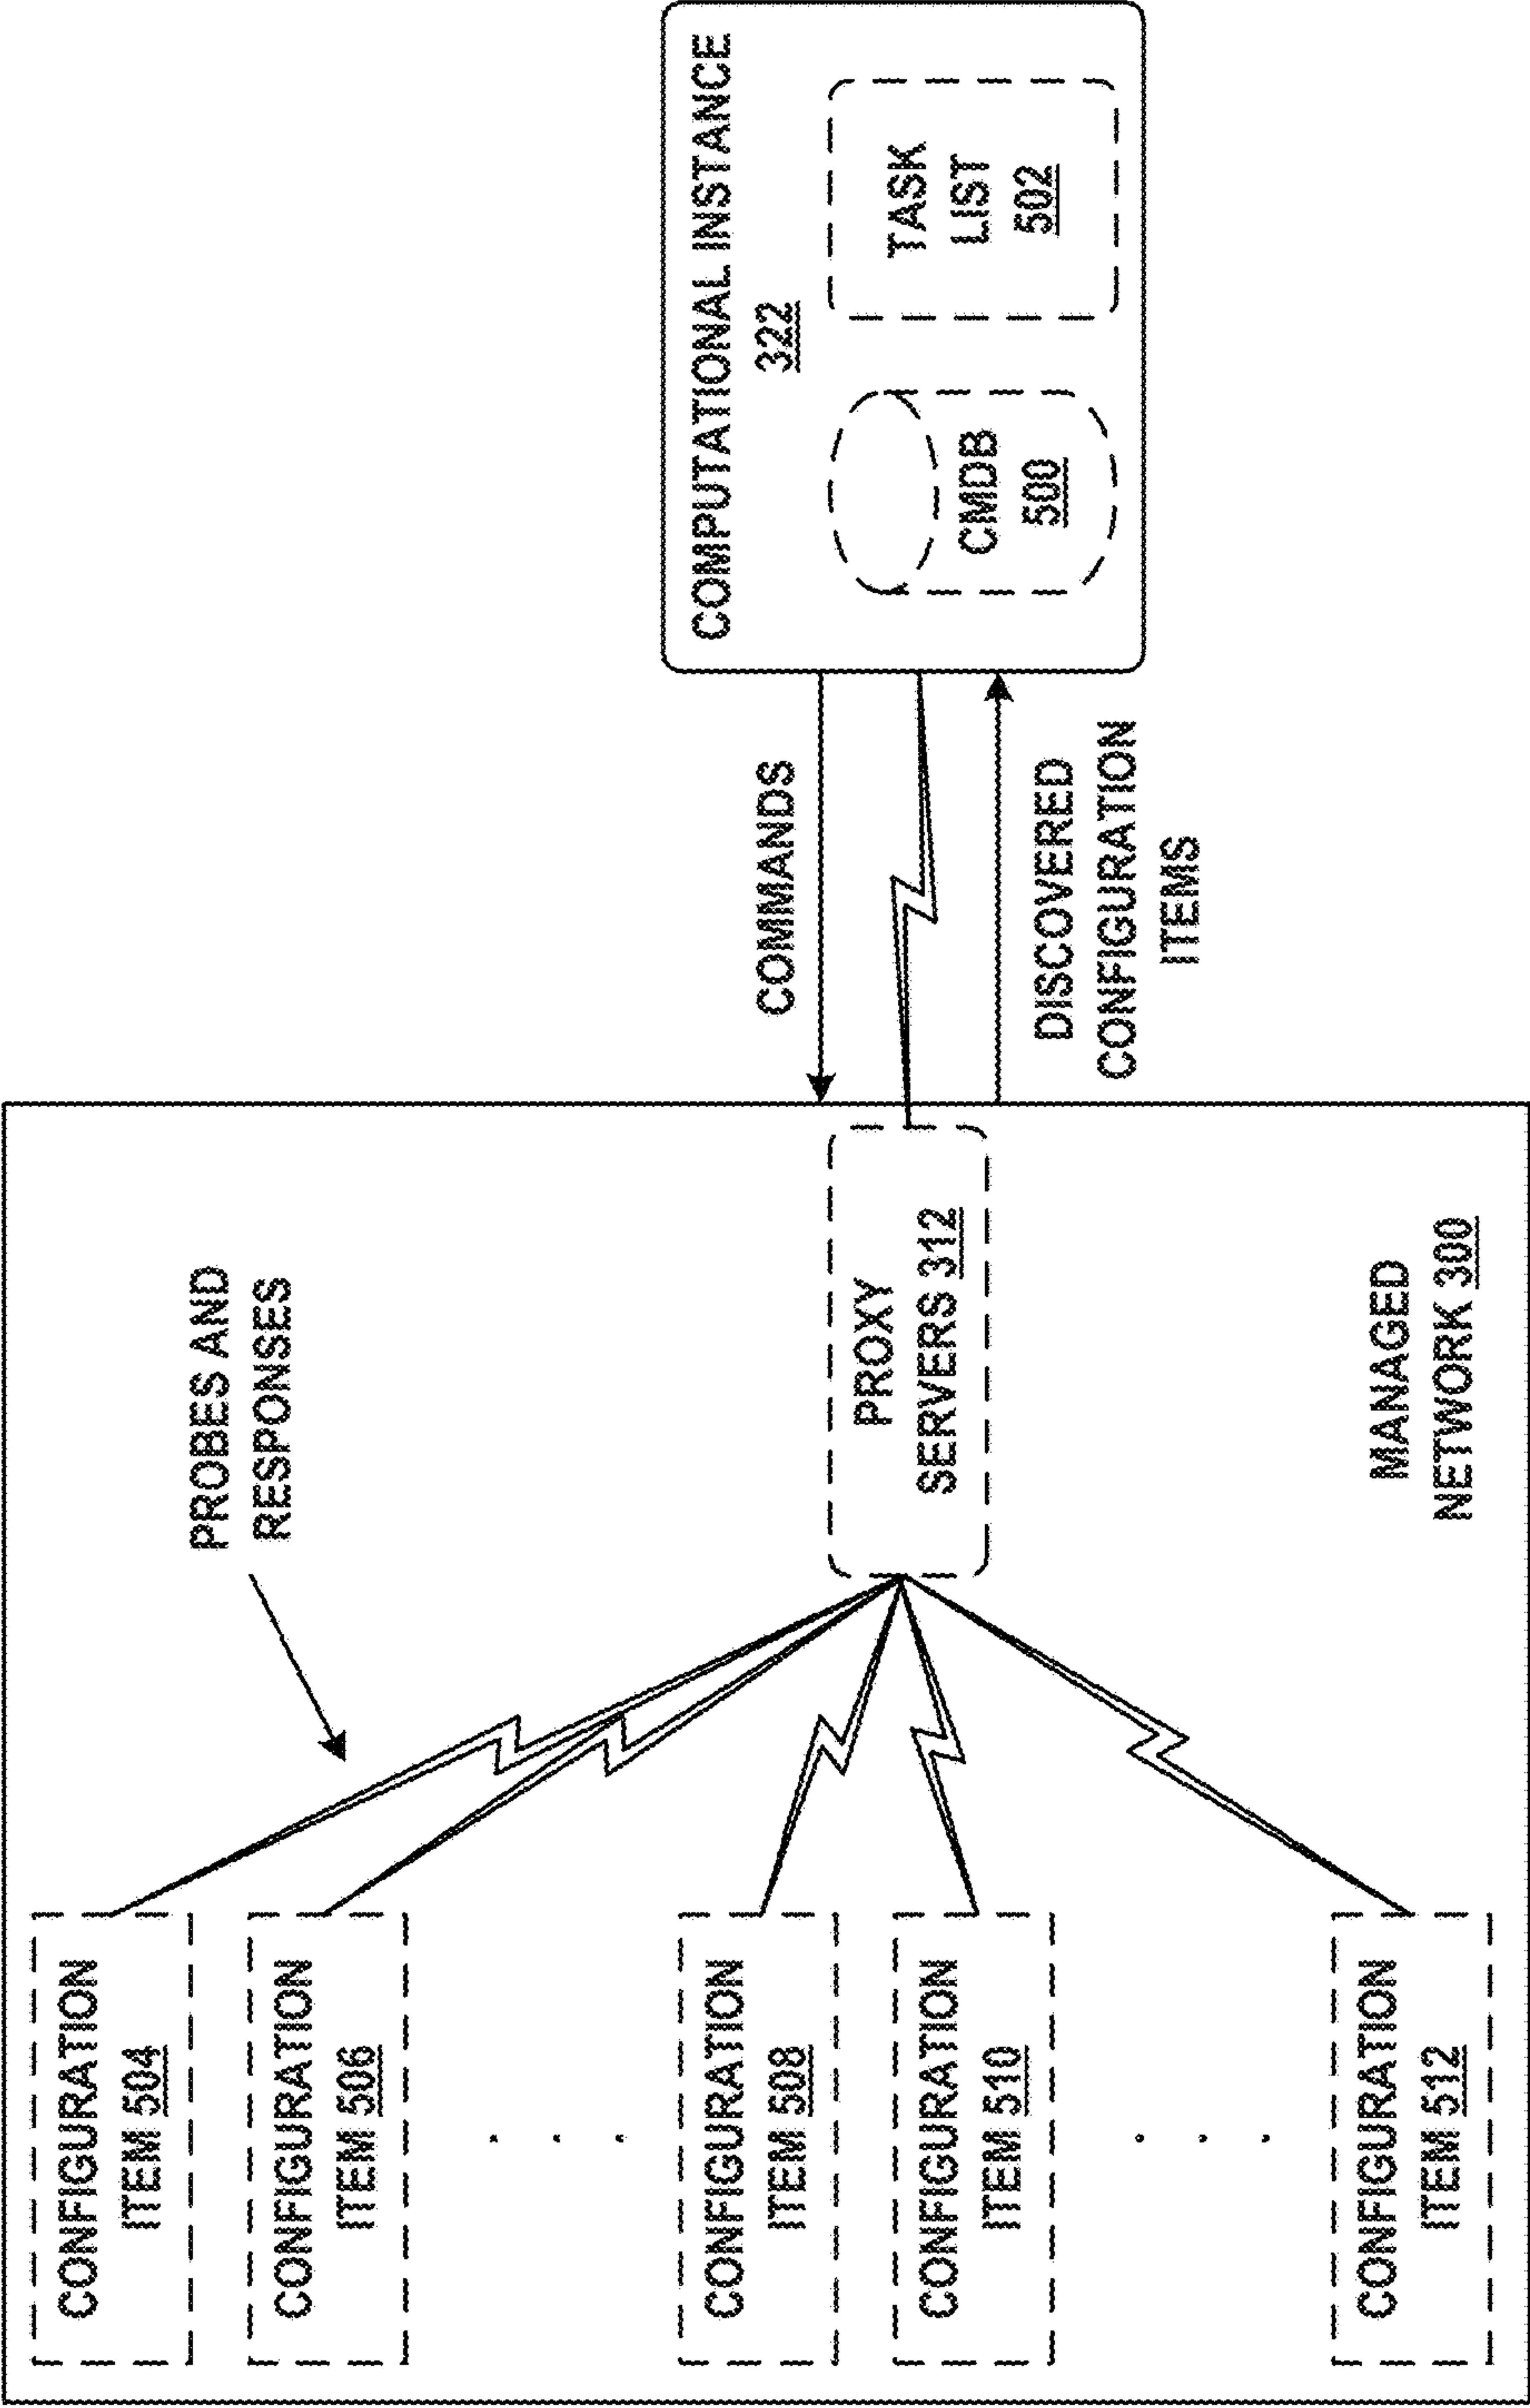 COMPUTATIONAL INSTANCE
322
CMDB
500
TASK
LIST
502
COMMANDS
DISCOVERED
CONFIGURATION
ITEMS
PROBES AND
RESPONSES
PROXY
SERVERS 312
MANAGED
NETWORK 300
CONFIGURATION
ITEM 504
CONFIGURATION
ITEM 506
CONFIGURATION
ITEM 508
CONFIGURATION
ITEM 510
CONFIGURATION
ITEM 512